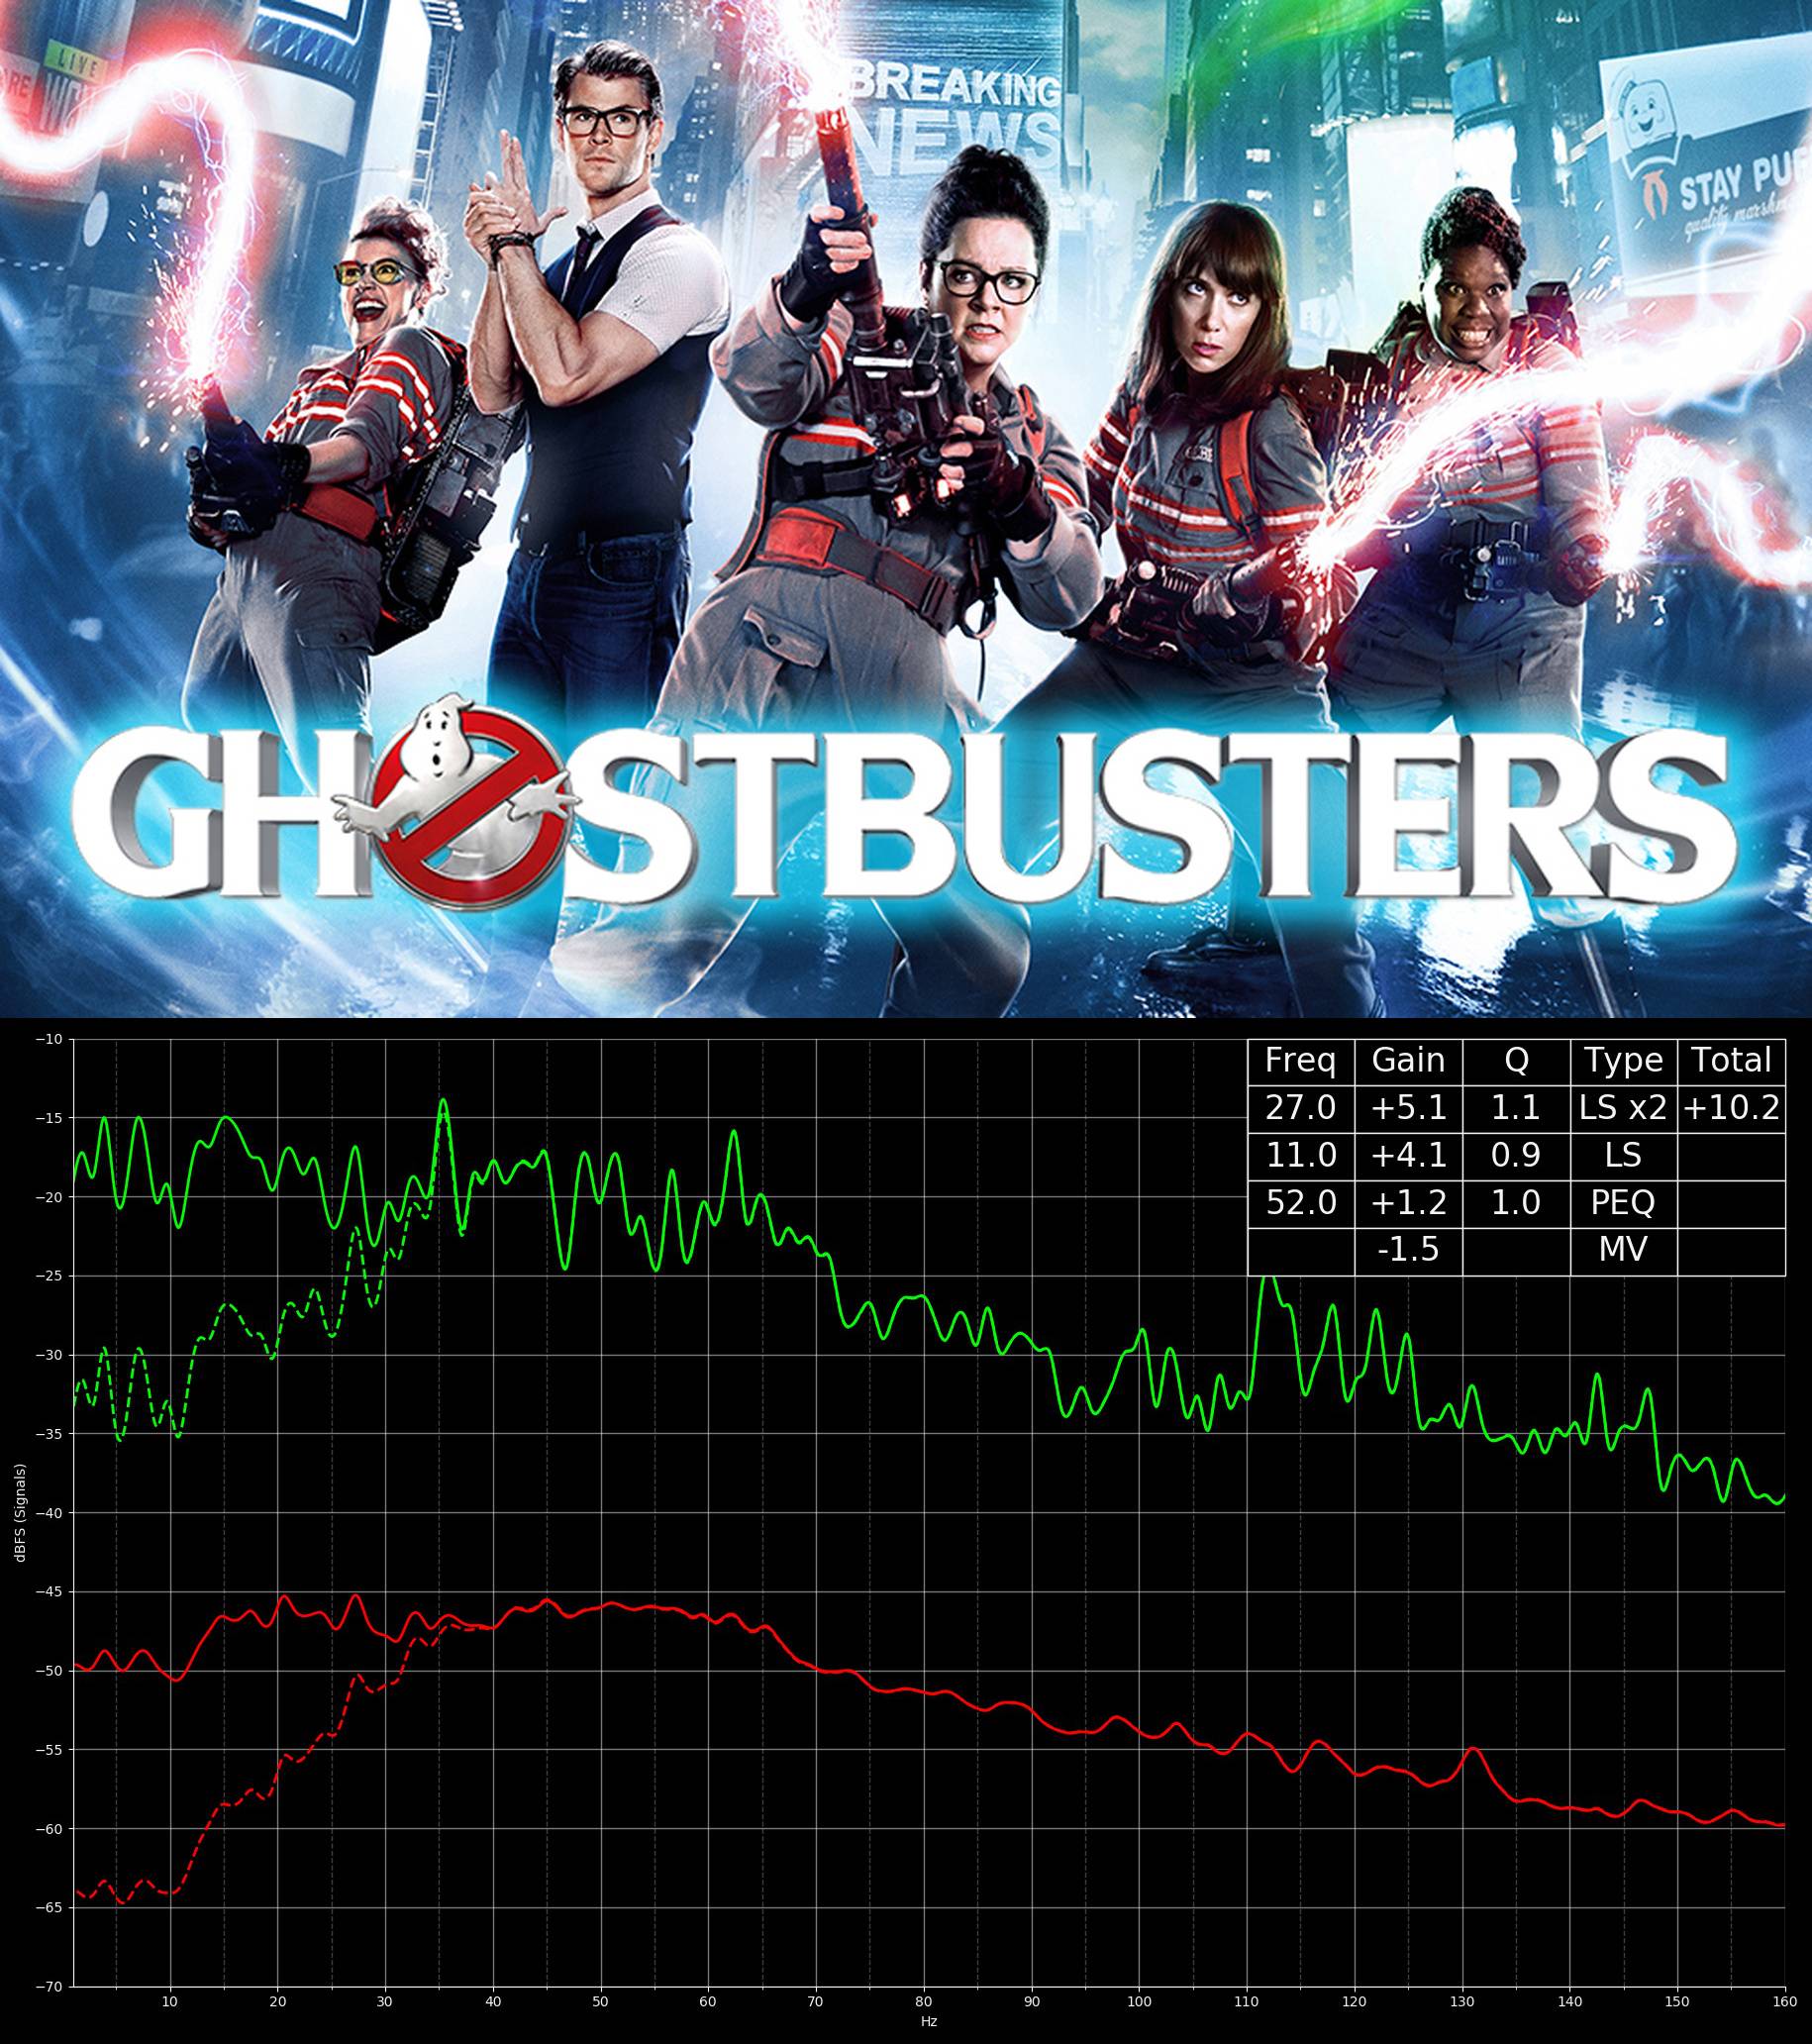 LIVE
BREAKING
NEWS
STAY PUF
quality marshm
GHOSTBUSTERS
Freq Gain Q Type Total
27.0 +5.1 1.1 LS x2 +10.2
11.0 +4.1 0.9 LS
52.0 +1.2 1.0 PEQ
-1.5 MV
−10
−15
−20
−25
−30
−35
−40
−45
−50
−55
−60
−65
−70
dBFS (Signals)
10 20 30 40 50 60 70 80 90 100 110 120 130 140 150 160
Hz